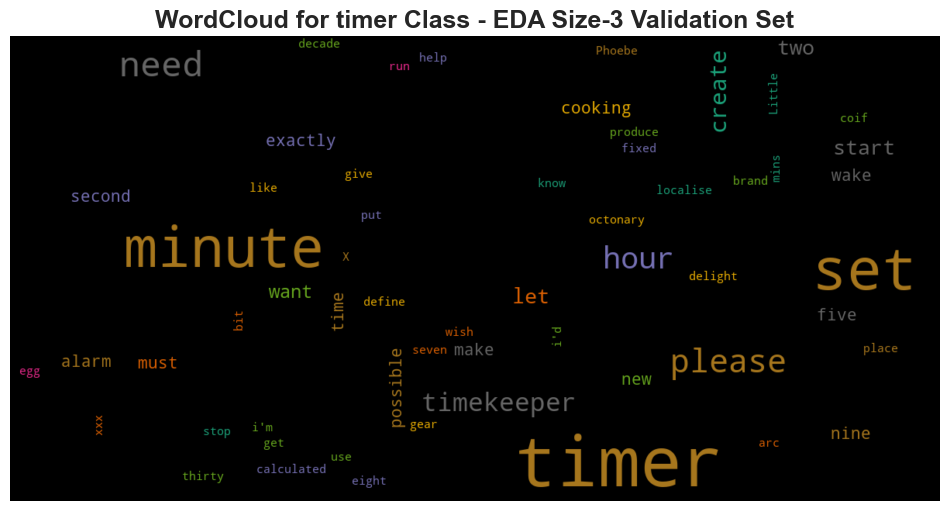 WordCloud for timer Class - EDA Size-3 Validation Set
decade
Phoebe
two
need
run
help
create
Little
cooking
coif
exactly
produce
fixed
start
mins
like
give
know
localise
brand
wake
second
put
octonary
minute
X
hour
delight
set
want
time
define
let
five
bit
wish
i'd
egg
alarm
must
seven
make
please
place
possible
new
timekeeper
xxx
stop
i'm
get
gear
timer
arc
nine
thirty
calculated
use
eight